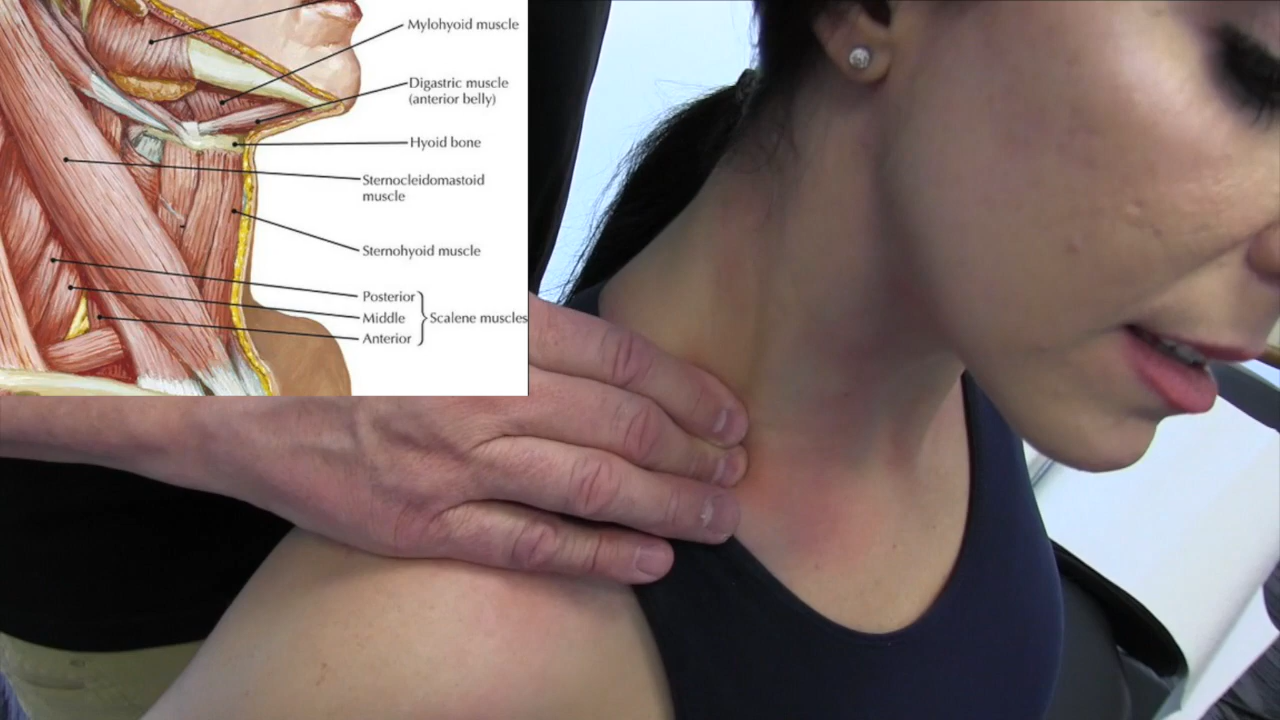 Mylohyoid muscle
Digastric muscle
(anterior belly)
Hyoid bone
Sternocleidomastoid
muscle
Sternohyoid muscle
Posterior
Middle
Scalene muscles
Anterior